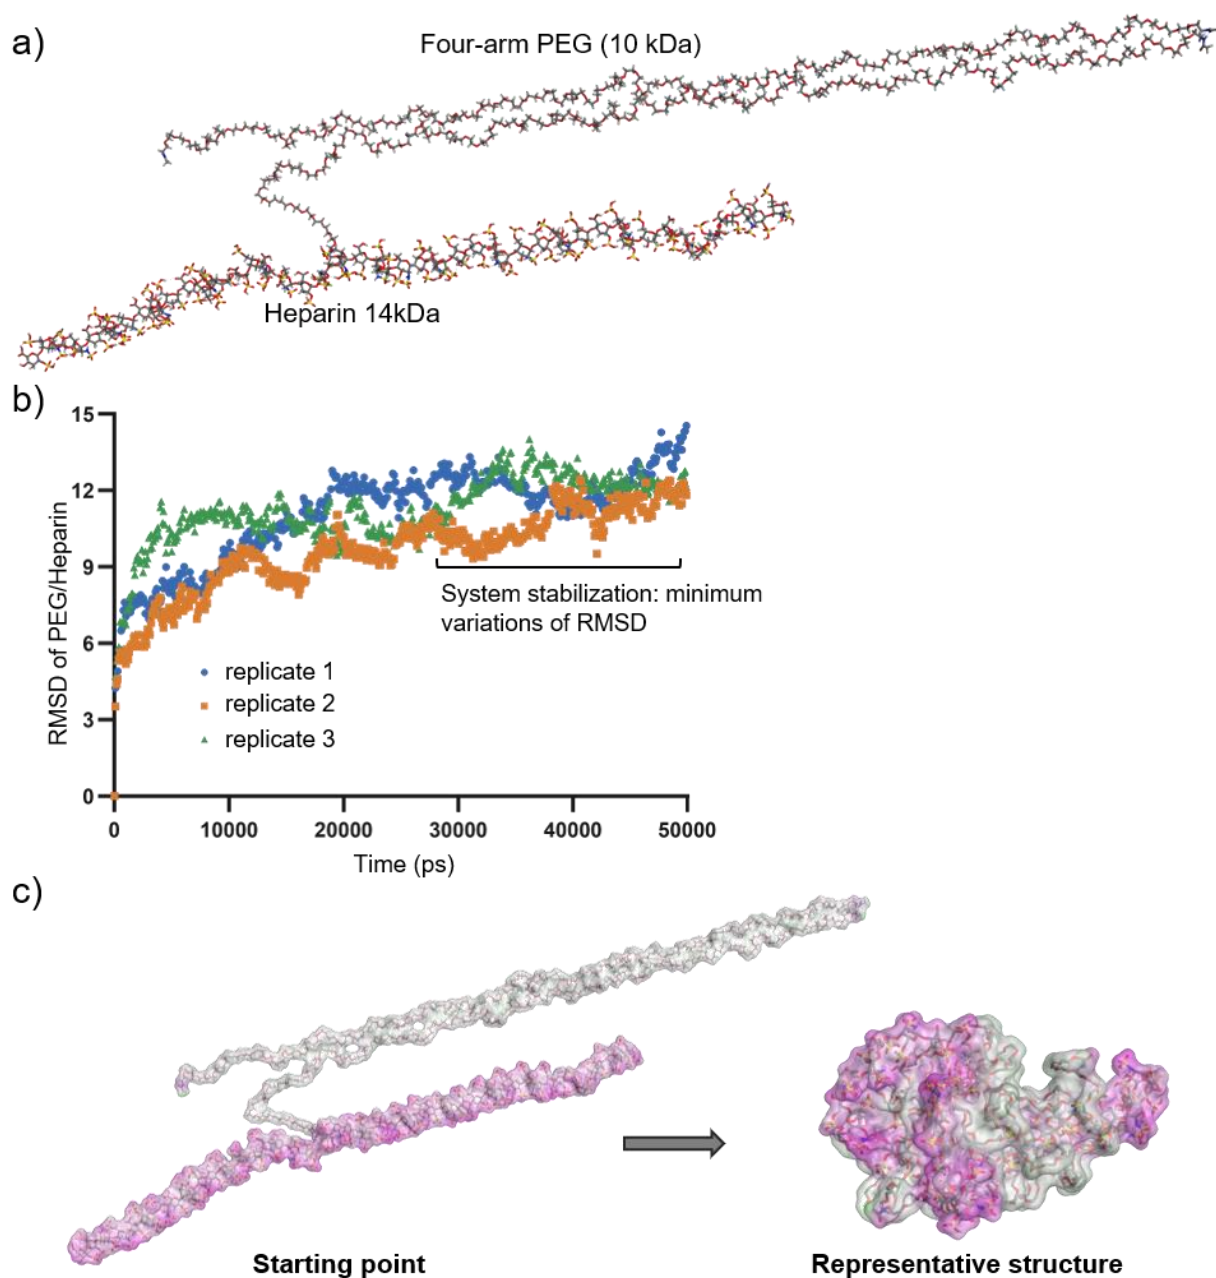 a)
Four-arm PEG (10 kDa)
Heparin 14kDa
b)
RMSD of PEG/Heparin
15
12
9
6
3
0
System stabilization: minimum
variations of RMSD
replicate 1
replicate 2
replicate 3
0 10000 20000 30000 40000 50000
Time (ps)
c)
Starting point
Representative structure